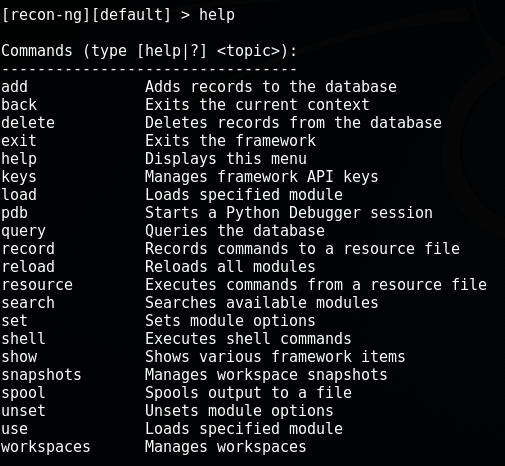 [recon-ng][default] > help
Commands (type [help|?] <topic>):
---------------------------------
add             Adds records to the database
back            Exits the current context
delete          Deletes records from the database
exit            Exits the framework
help            Displays this menu
keys            Manages framework API keys
load            Loads specified module
pdb             Starts a Python Debugger session
query           Queries the database
record          Records commands to a resource file
reload          Reloads all modules
resource        Executes commands from a resource file
search          Searches available modules
set             Sets module options
shell           Executes shell commands
show            Shows various framework items
snapshots       Manages workspace snapshots
spool           Spools output to a file
unset           Unsets module options
use             Loads specified module
workspaces      Manages workspaces